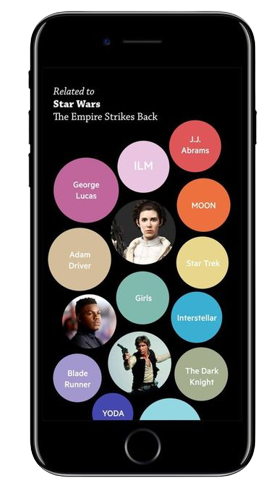 Related to
Star Wars
The Empire Strikes Back
J.J.
Abrams
ILM
George
Lucas
MOON
Adam
Driver
Star Trek
Girls
Interstellar
Blade
Runner
The Dark
Knight
YODA